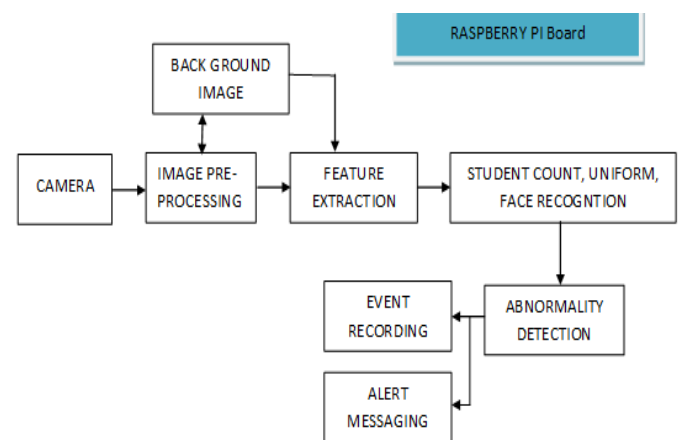 RASPBERRY PI Board
BACK GROUND
IMAGE
CAMERA
IMAGE PRE-
PROCESSING
FEATURE
EXTRACTION
STUDENT COUNT, UNIFORM,
FACE RECOGNTION
ABNORMALITY
DETECTION
EVENT
RECORDING
ALERT
MESSAGING